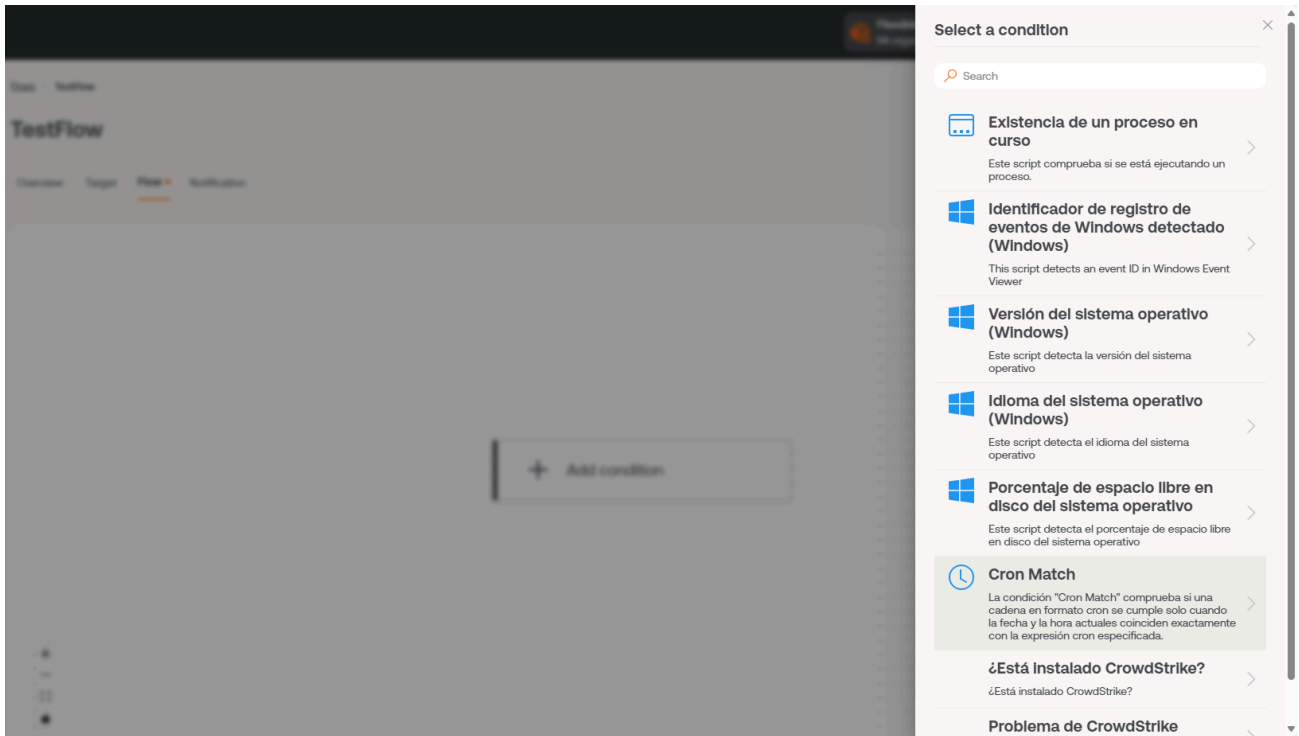 Select a condition
Search
TestFlow
Overview Target Flow Notification
Add condition
Existencia de un proceso en
curso
Este script comprueba si se está ejecutando un
proceso.
Identificador de registro de
eventos de Windows detectado
(Windows)
This script detects an event ID in Windows Event
Viewer
Versión del sistema operativo
(Windows)
Este script detecta la versión del sistema
operativo
Idioma del sistema operativo
(Windows)
Este script detecta el idioma del sistema
operativo
Porcentaje de espacio libre en
disco del sistema operativo
Este script detecta el porcentaje de espacio libre
en disco del sistema operativo
Cron Match
La condición "Cron Match" comprueba si una
cadena en formato cron se cumple solo cuando
la fecha y la hora actuales coinciden exactamente
con la expresión cron especificada.
¿Está instalado CrowdStrike?
¿Está instalado CrowdStrike?
Problema de CrowdStrike